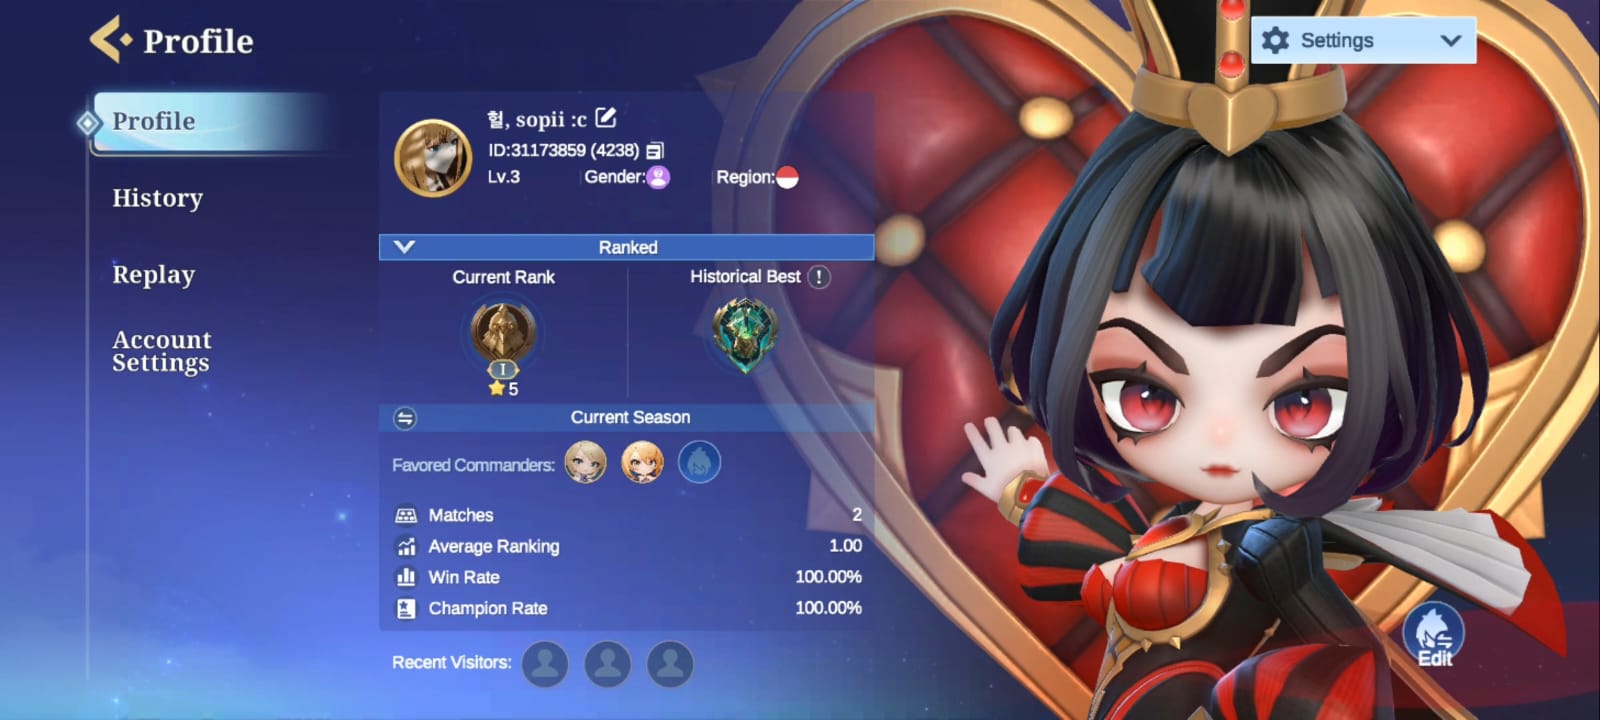 Profile
Settings
Profile
History
Replay
Account
Settings
헐, sopii :c
ID:31173859 (4238)
Lv.3 Gender: Region:
Ranked
Current Rank Historical Best !
I
5
Current Season
Favored Commanders:
Matches 2
Average Ranking 1.00
Win Rate 100.00%
Champion Rate 100.00%
Recent Visitors:
Edit